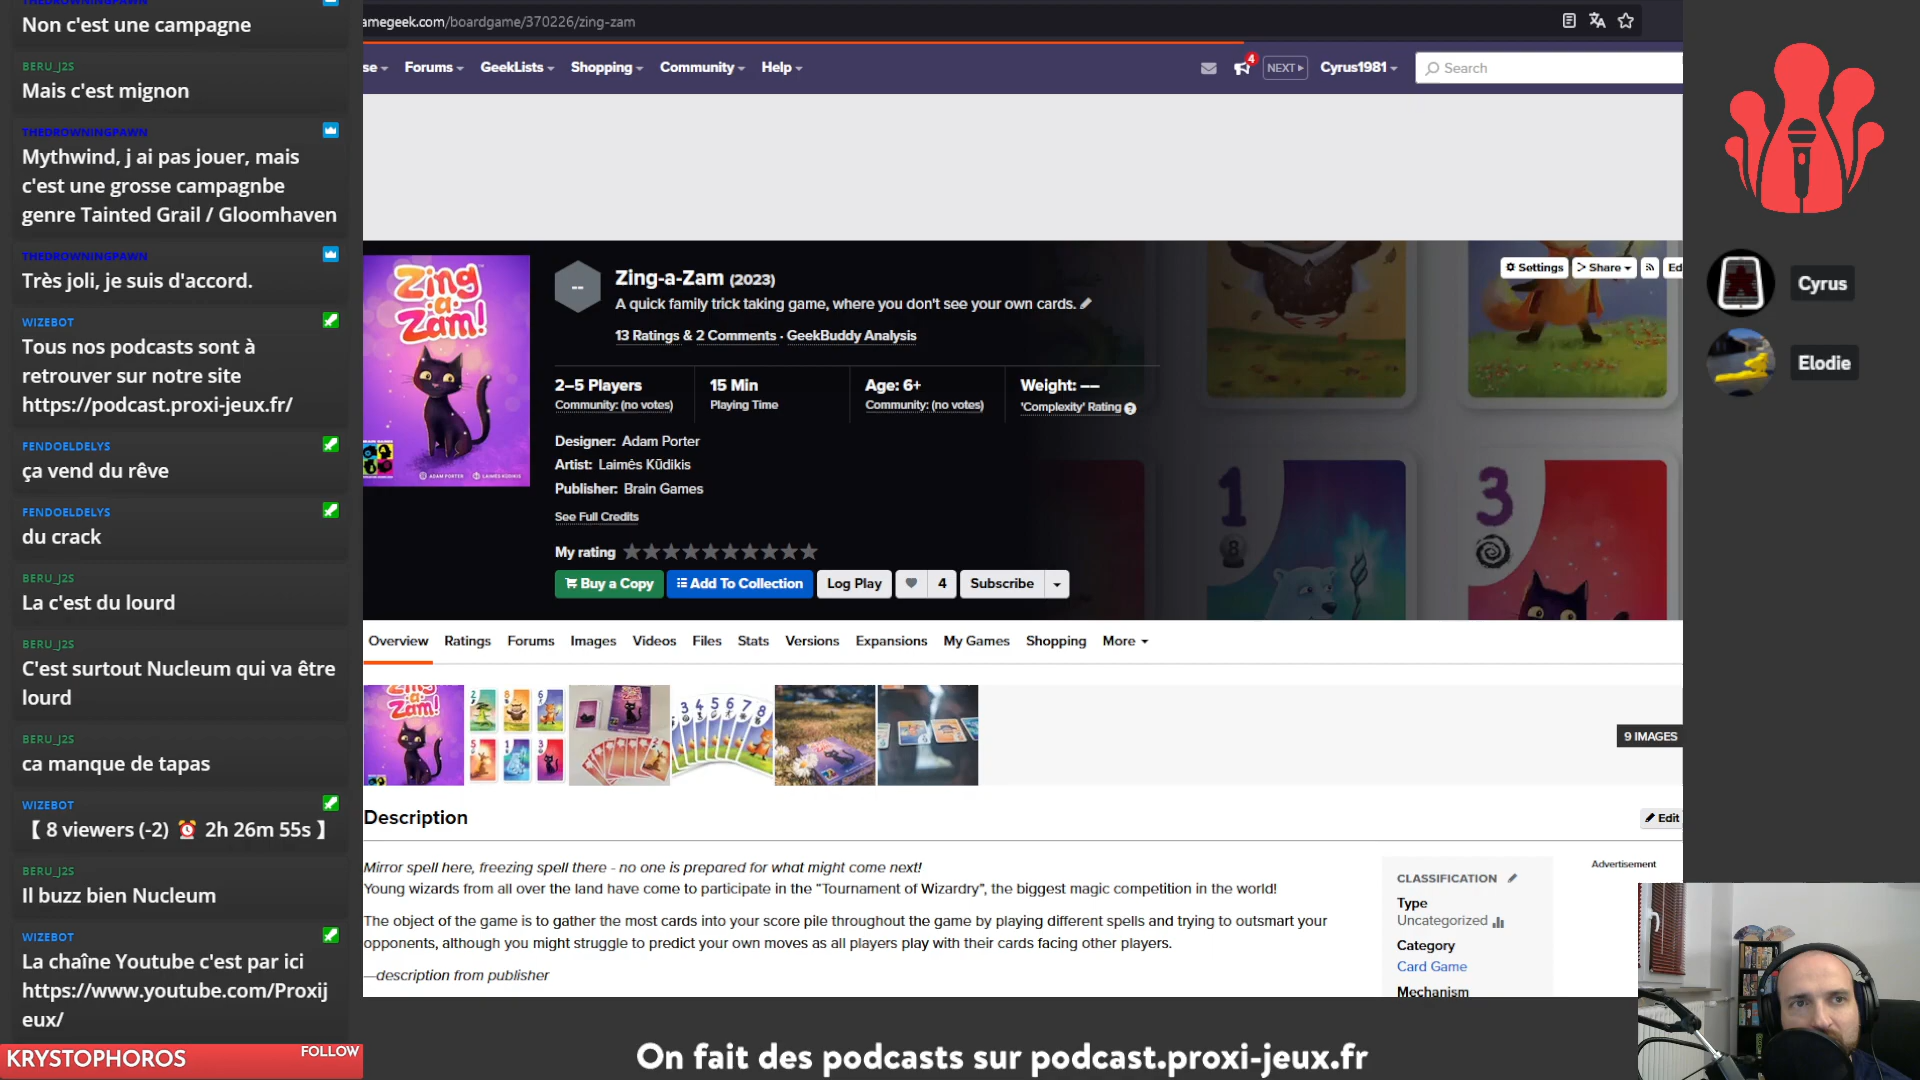 THEDROWNINGPAWN
Non c'est une campagne
BERU_J2S
Mais c'est mignon
THEDROWNINGPAWN
Mythwind, j ai pas jouer, mais
c'est une grosse campagnbe
genre Tainted Grail / Gloomhaven
THEDROWNINGPAWN
Très joli, je suis d'accord.
WIZEBOT
Tous nos podcasts sont à
retrouver sur notre site
https://podcast.proxi-jeux.fr/
FENDOELDELYS
ça vend du rêve
FENDOELDELYS
du crack
BERU_J2S
La c'est du lourd
BERU_J2S
C'est surtout Nucleum qui va être
lourd
BERU_J2S
ca manque de tapas
WIZEBOT
【 8 viewers (-2) ⏰ 2h 26m 55s 】
BERU_J2S
Il buzz bien Nucleum
WIZEBOT
La chaîne Youtube c'est par ici
https://www.youtube.com/Proxij
eux/
KRYSTOPHOROS
FOLLOW
amegeek.com/boardgame/370226/zing-zam
se Forums GeekLists Shopping Community Help
4 NEXT Cyrus1981 Search
Zing
·a·
Zam!
ADAM PORTER LAIMĖS KŪDIKIS
--
Zing-a-Zam (2023)
A quick family trick taking game, where you don't see your own cards.
13 Ratings & 2 Comments · GeekBuddy Analysis
2–5 Players
Community: (no votes)
15 Min
Playing Time
Age: 6+
Community: (no votes)
Weight: ––
'Complexity' Rating ?
Designer: Adam Porter
Artist: Laimės Kūdikis
Publisher: Brain Games
See Full Credits
My rating
Buy a Copy Add To Collection Log Play 4 Subscribe
Settings Share Ed
1
8
3
Overview Ratings Forums Images Videos Files Stats Versions Expansions My Games Shopping More
9 IMAGES
Description
Edit
Mirror spell here, freezing spell there - no one is prepared for what might come next!
Young wizards from all over the land have come to participate in the “Tournament of Wizardry”, the biggest magic competition in the world!
The object of the game is to gather the most cards into your score pile throughout the game by playing different spells and trying to outsmart your
opponents, although you might struggle to predict your own moves as all players play with their cards facing other players.
—description from publisher
CLASSIFICATION
Type
Uncategorized
Category
Card Game
Mechanism
Advertisement
Cyrus
Elodie
On fait des podcasts sur podcast.proxi-jeux.fr